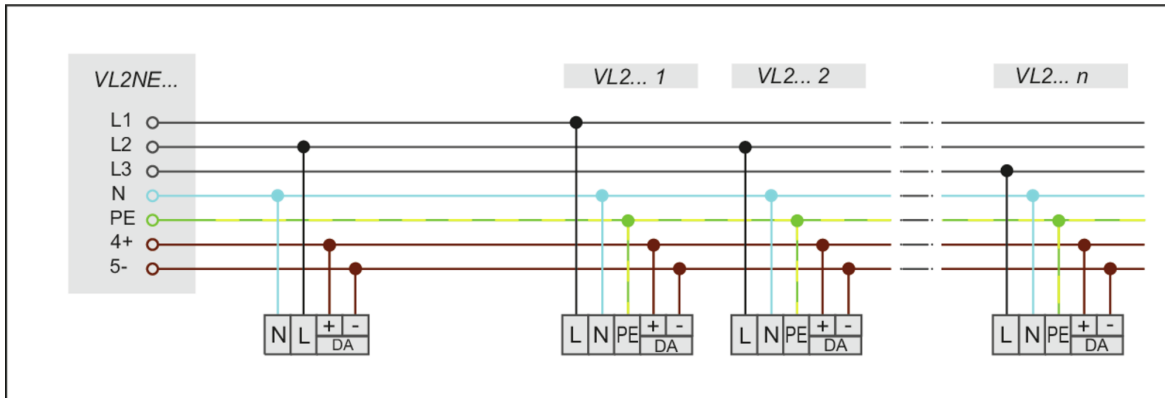 VL2NE...
VL2... 1
VL2... 2
VL2... n
L1
L2
L3
N
PE
4+
5-
N L + - DA
L N PE + - DA
L N PE + - DA
L N PE + - DA